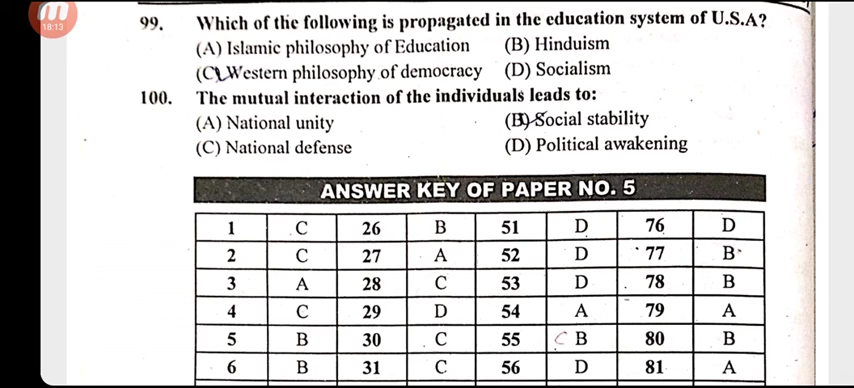 18:13
99. Which of the following is propagated in the education system of U.S.A?
(A) Islamic philosophy of Education (B) Hinduism
(C) Western philosophy of democracy (D) Socialism
100. The mutual interaction of the individuals leads to:
(A) National unity (B) Social stability
(C) National defense (D) Political awakening
ANSWER KEY OF PAPER NO. 5
1 C 26 B 51 D 76 D
2 C 27 A 52 D 77 B
3 A 28 C 53 D 78 B
4 C 29 D 54 A 79 A
5 B 30 C 55 C B 80 B
6 B 31 C 56 D 81 A